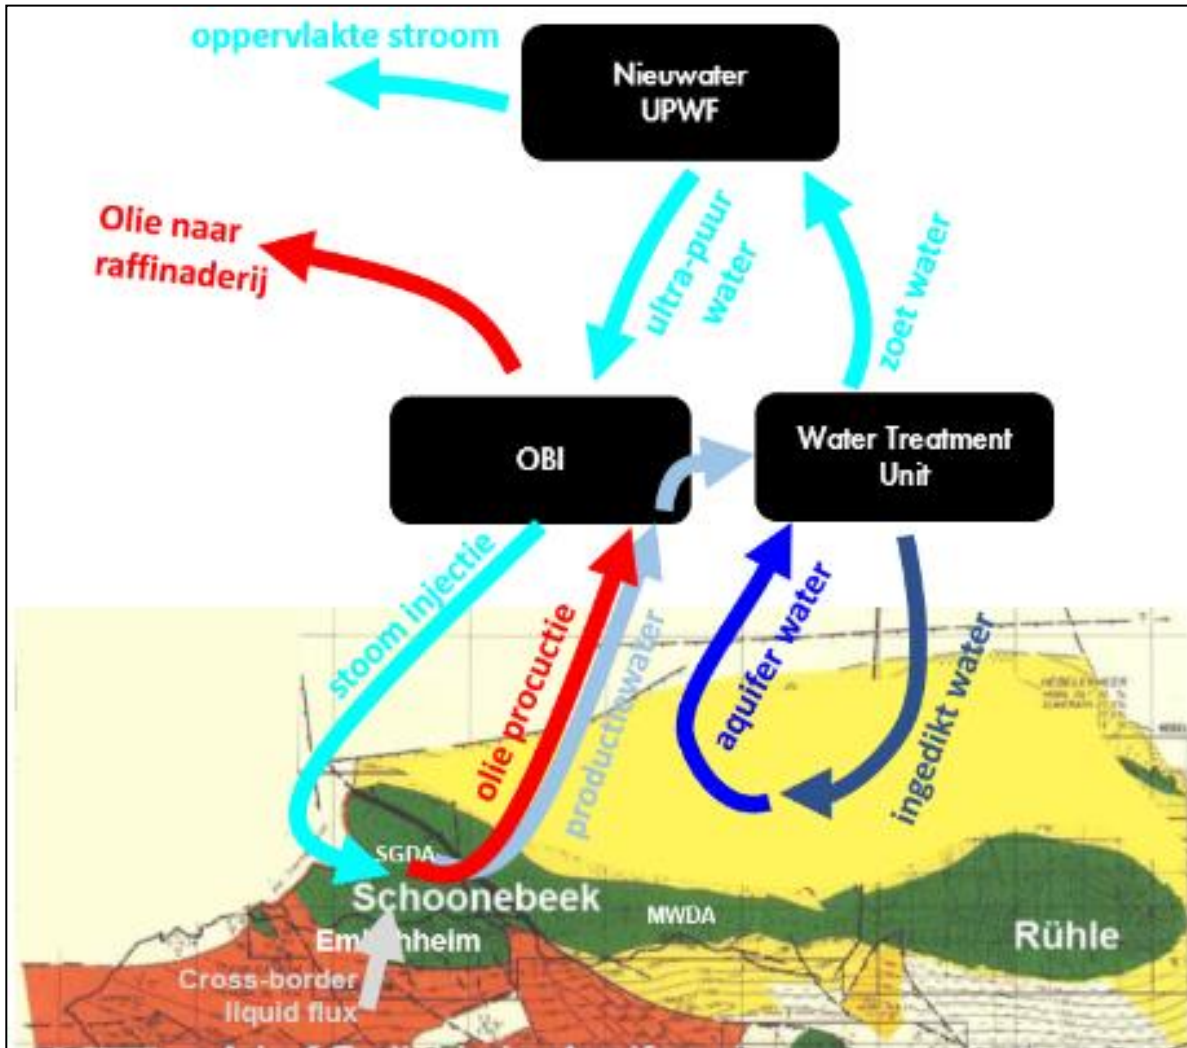 oppervlakte stroom
Nieuwater
UPWF
Olie naar
raffinaderij
ultra-puur
water
zoet water
OBI
Water Treatment
Unit
stoom injectie
olie procuctie
productiewater
aquifer water
ingedikt water
SGDA
Schoonebeek
MWDA
Rühle
Cross-border
liquid flux